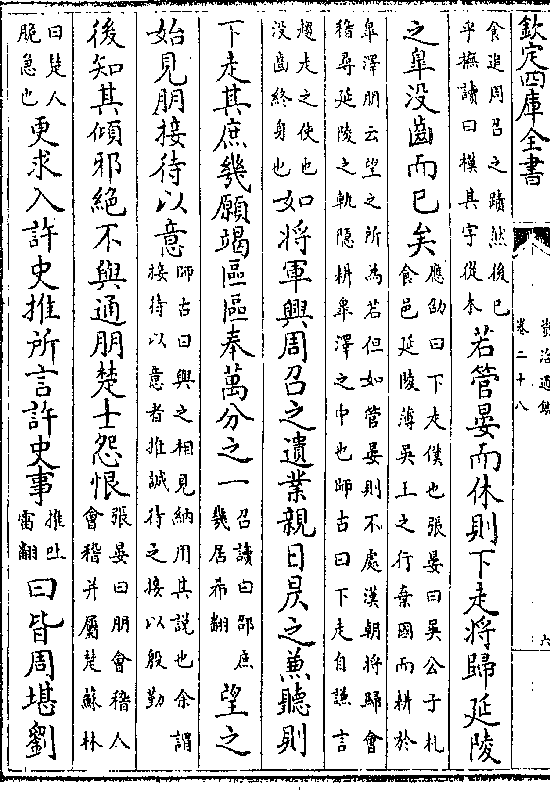 欽定四庫全書
資治通鑑
卷二十八
六
食追周召之蹟然後已
乎撫讀曰模其字從木
若管晏而休則下走將歸延陵
之臯没齒而已矣
應劭曰下走僕也張晏曰吳公子札
食邑延陵薄吳王之行棄國而耕於
臯澤朋云望之所為若但如管晏則不處漢朝將歸會
稽尋延陵之軌隱耕臯澤之中也師古曰下走自謙言
趨走之使也
没齒終身也
如將軍興周召之遺業親日昃之兼聽則
下走其庶幾願竭區區奉萬分之一
召讀曰邵庶
幾居希翻
望之
始見朋接待以意
師古曰與之相見納用其說也余謂
接待以意者推誠待之接以殷勤
後知其傾邪絶不與通朋楚士怨恨
張晏曰朋會稽人
會稽并屬楚蘇林
曰楚人
脆急也
更求入許史推所言許史事
推吐
雷翻
曰皆周堪劉